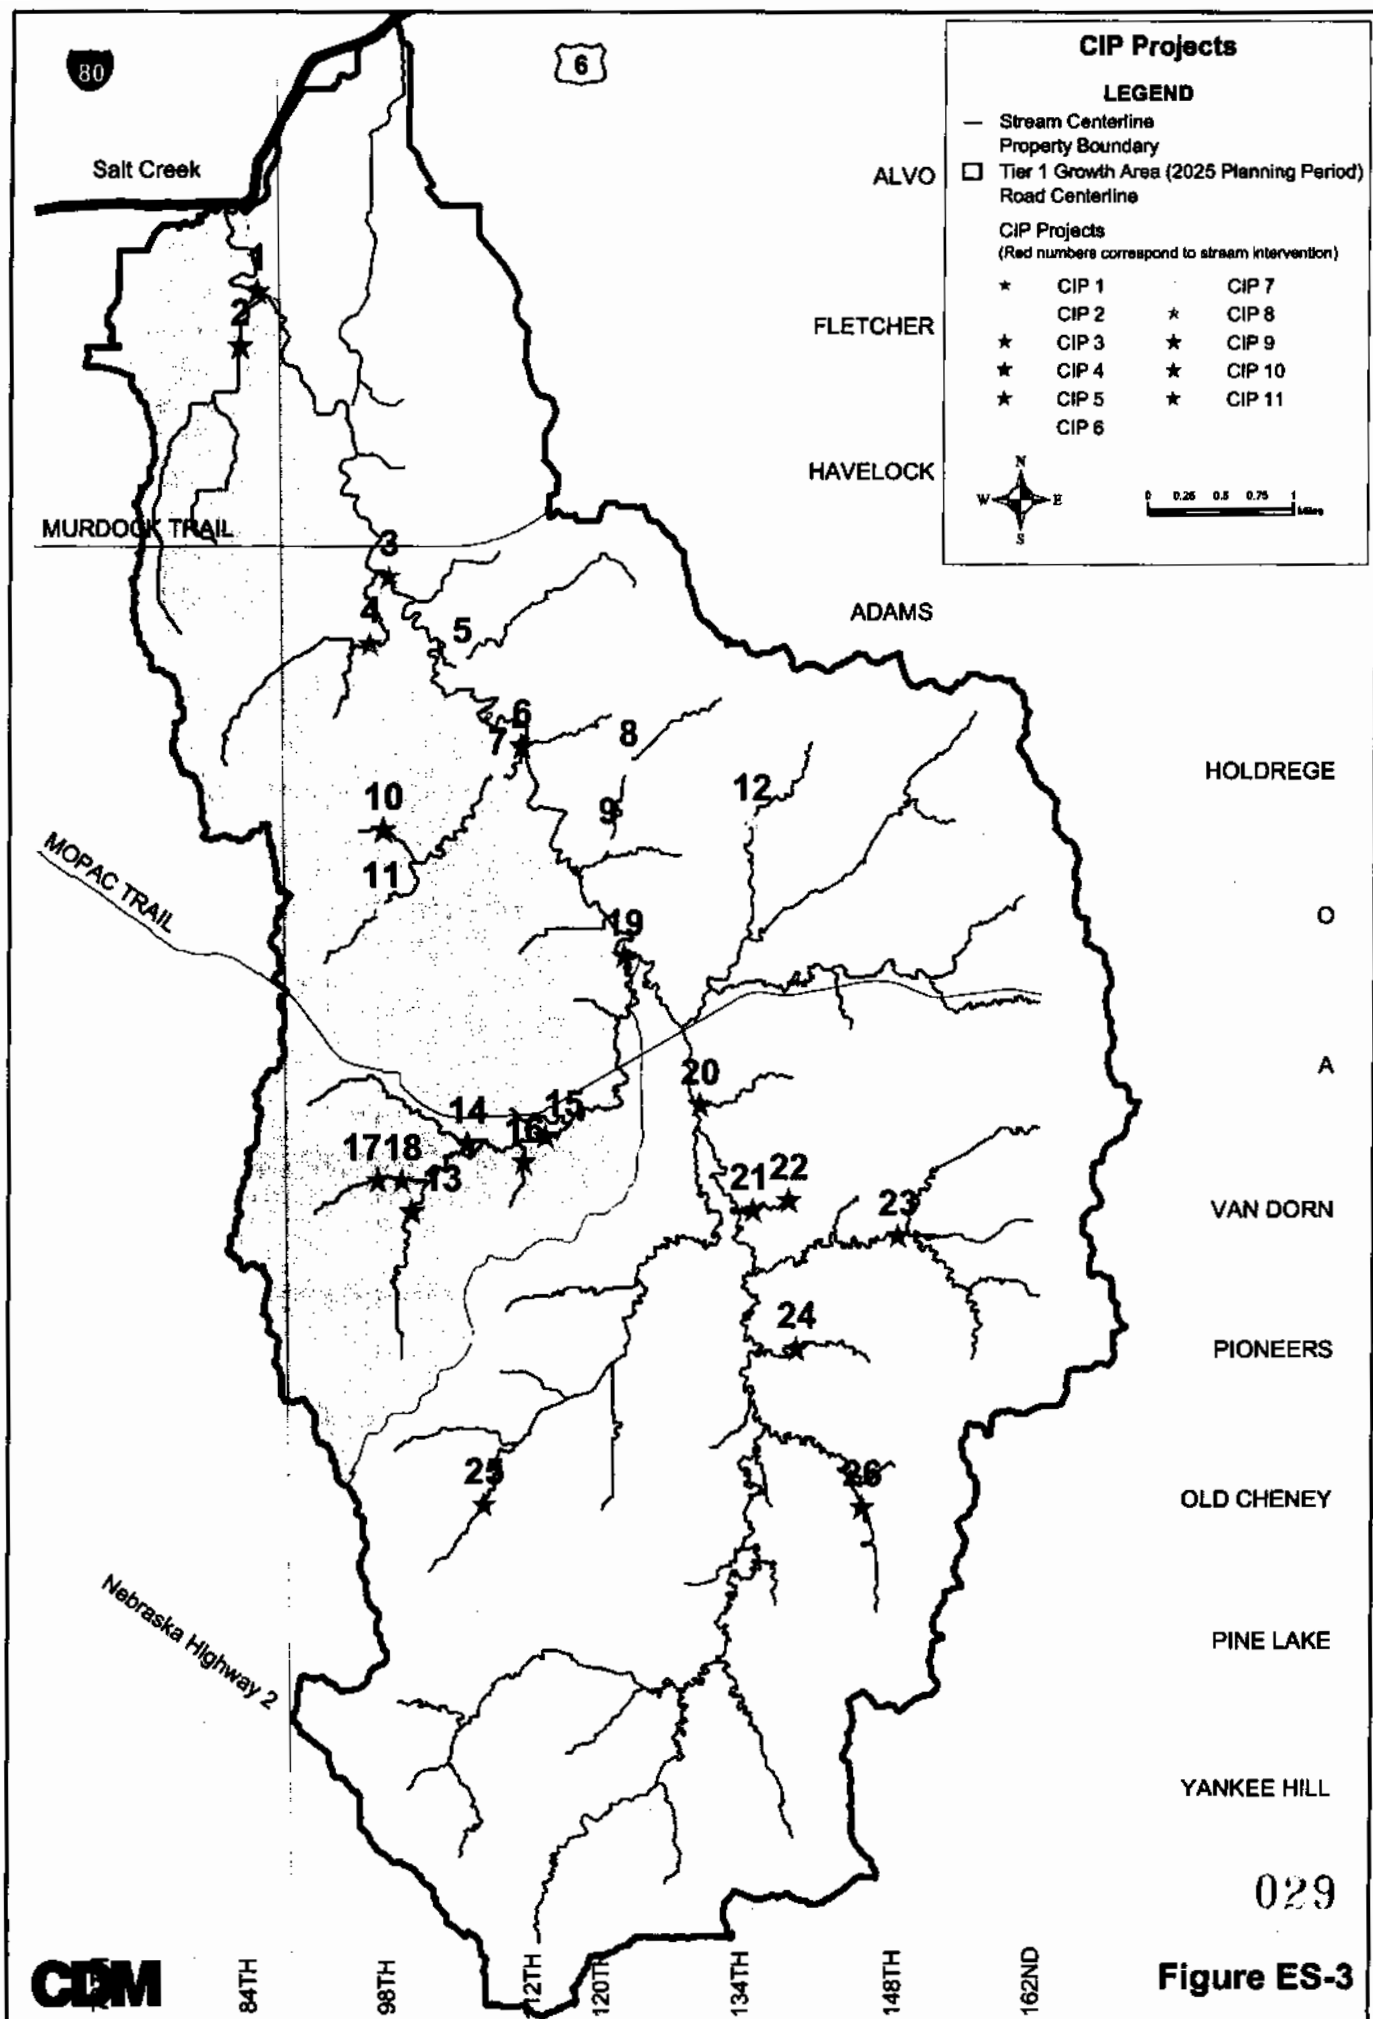 CIP Projects
LEGEND
Stream Centerline
Property Boundary
Tier 1 Growth Area (2025 Planning Period)
Road Centerline
CIP Projects
(Red numbers correspond to stream intervention)
CIP 1 CIP 7
CIP 2 CIP 8
CIP 3 CIP 9
CIP 4 CIP 10
CIP 5 CIP 11
CIP 6
N
W E
S
0 0.25 0.5 0.75 1
Miles
80
6
Salt Creek
ALVO
1
2
FLETCHER
HAVELOCK
MURDOCK TRAIL
3
4
5
ADAMS
6
7
8
HOLDREGE
9
10
12
11
MOPAC TRAIL
19
O
20
A
14
15
16
17 18
13
21 22
23
VAN DORN
24
PIONEERS
25
26
OLD CHENEY
Nebraska Highway 2
PINE LAKE
YANKEE HILL
029
CDM
84TH
98TH
12TH
120TH
134TH
148TH
162ND
Figure ES-3